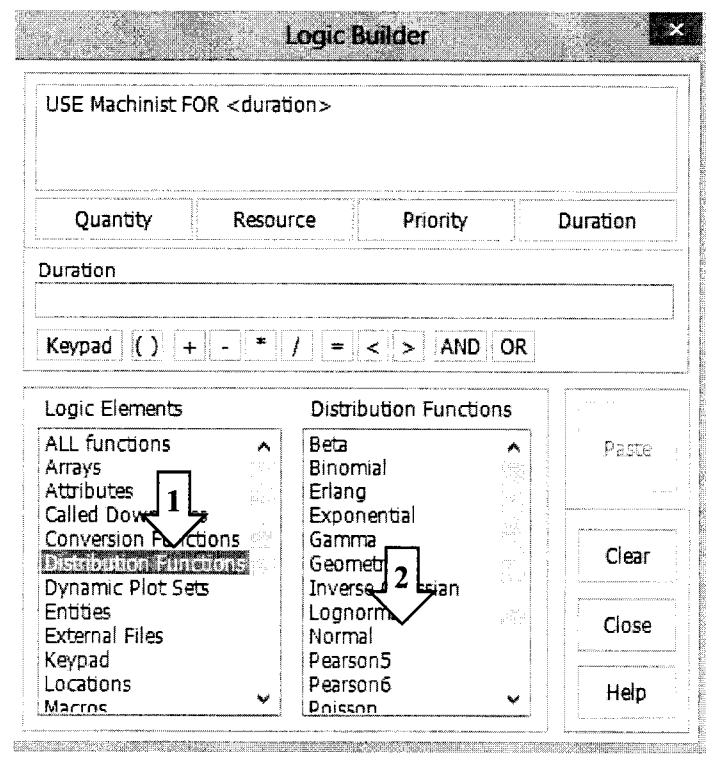 Logic Builder
USE Machinist FOR <duration>
Quantity Resource Priority Duration
Duration
Keypad ( ) + - * / = < > AND OR
Logic Elements
ALL functions
Arrays
Attributes
1
Called
Conversion Functions
Distribution Functions
Dynamic Plot Sets
Entities
External Files
Keypad
Locations
Macros
Distribution Functions
Beta
Binomial
Erlang
Exponential
Gamma
2
Inverse
Normal
Pearson5
Pearson6
Poisson
Paste
Clear
Close
Help